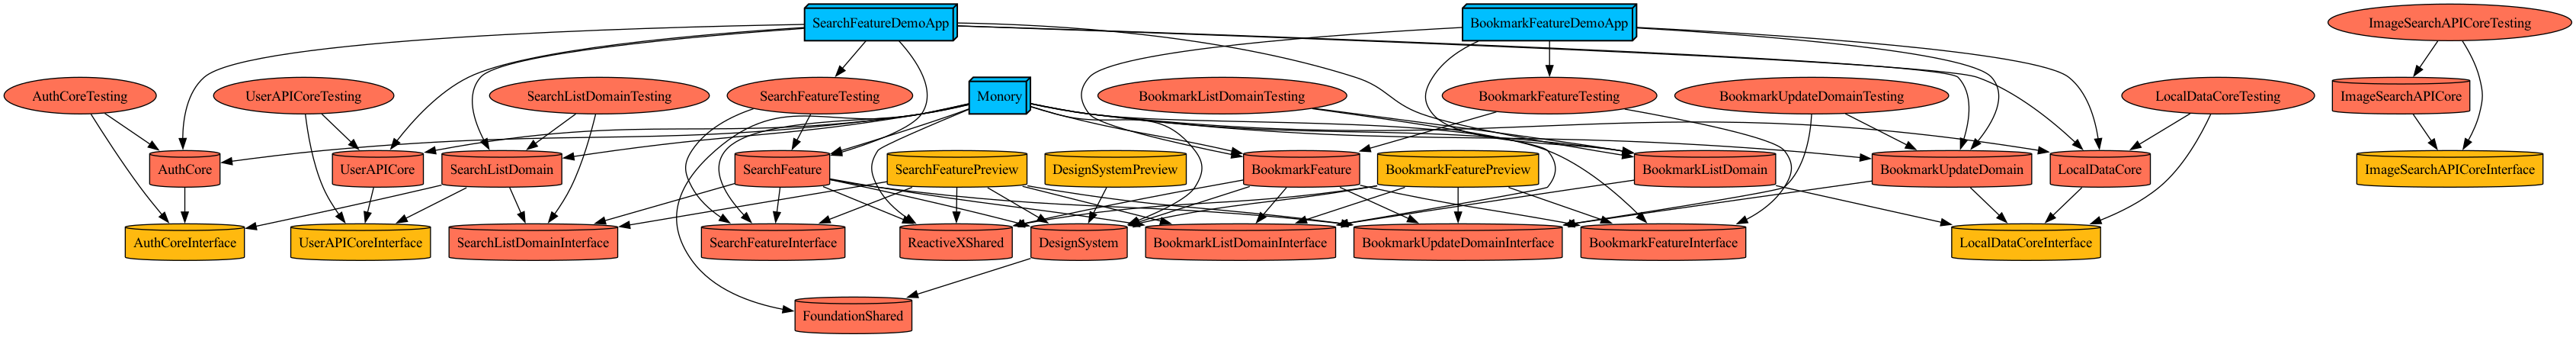 SearchFeatureDemoApp
BookmarkFeatureDemoApp
ImageSearchAPICoreTesting
AuthCoreTesting
UserAPICoreTesting
SearchListDomainTesting
SearchFeatureTesting
Monory
BookmarkListDomainTesting
BookmarkFeatureTesting
BookmarkUpdateDomainTesting
LocalDataCoreTesting
ImageSearchAPICore
AuthCore
UserAPICore
SearchListDomain
SearchFeature
SearchFeaturePreview
DesignSystemPreview
BookmarkFeature
BookmarkFeaturePreview
BookmarkListDomain
BookmarkUpdateDomain
LocalDataCore
ImageSearchAPICoreInterface
AuthCoreInterface
UserAPICoreInterface
SearchListDomainInterface
SearchFeatureInterface
ReactiveXShared
DesignSystem
BookmarkListDomainInterface
BookmarkUpdateDomainInterface
BookmarkFeatureInterface
LocalDataCoreInterface
FoundationShared